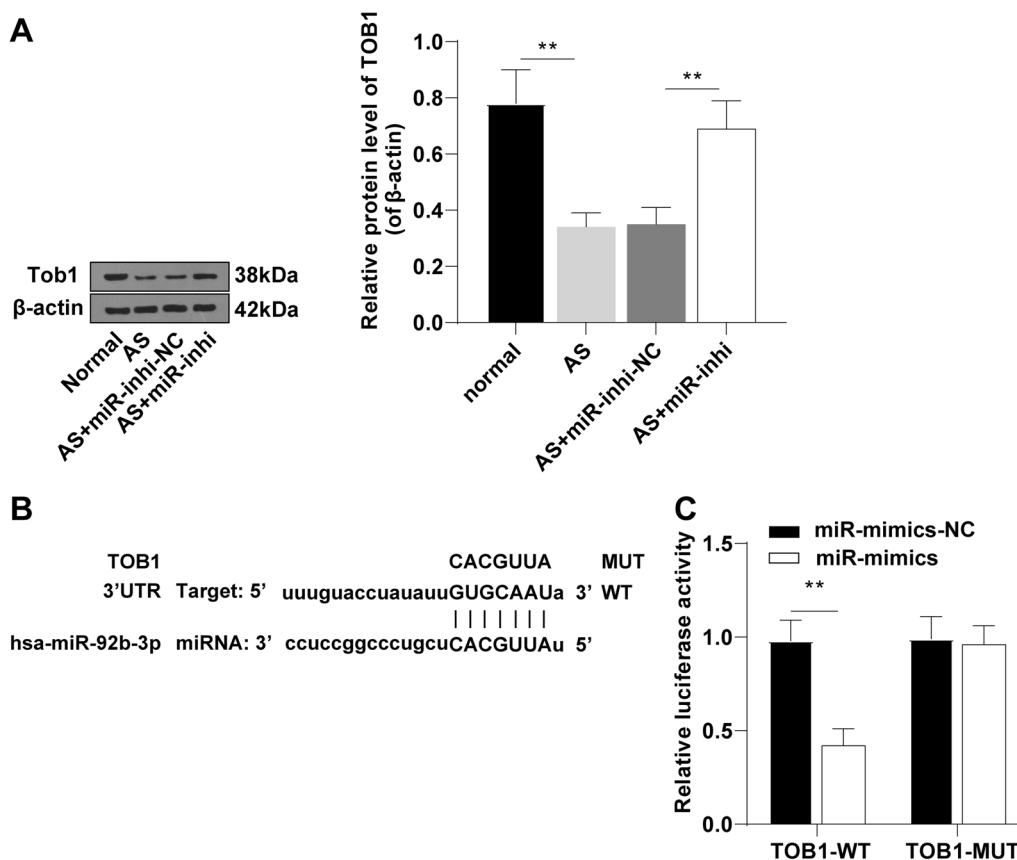 A
Tob1
38kDa
β-actin
42kDa
Normal
AS
AS+miR-inhi-NC
AS+miR-inhi
Relative protein level of TOB1
(of β-actin)
1.0
0.8
0.6
0.4
0.2
0.0
**
**
normal
AS
AS+miR-inhi-NC
AS+miR-inhi
B
TOB1 CACGUUA MUT
3’UTR Target: 5’ uuuguaccuauauuGUGCAAUa 3’ WT
hsa-miR-92b-3p miRNA: 3’ ccuccggcccugcuCACGUUAu 5’
C
miR-mimics-NC
miR-mimics
Relative luciferase activity
1.5
1.0
0.5
0.0
**
TOB1-WT
TOB1-MUT